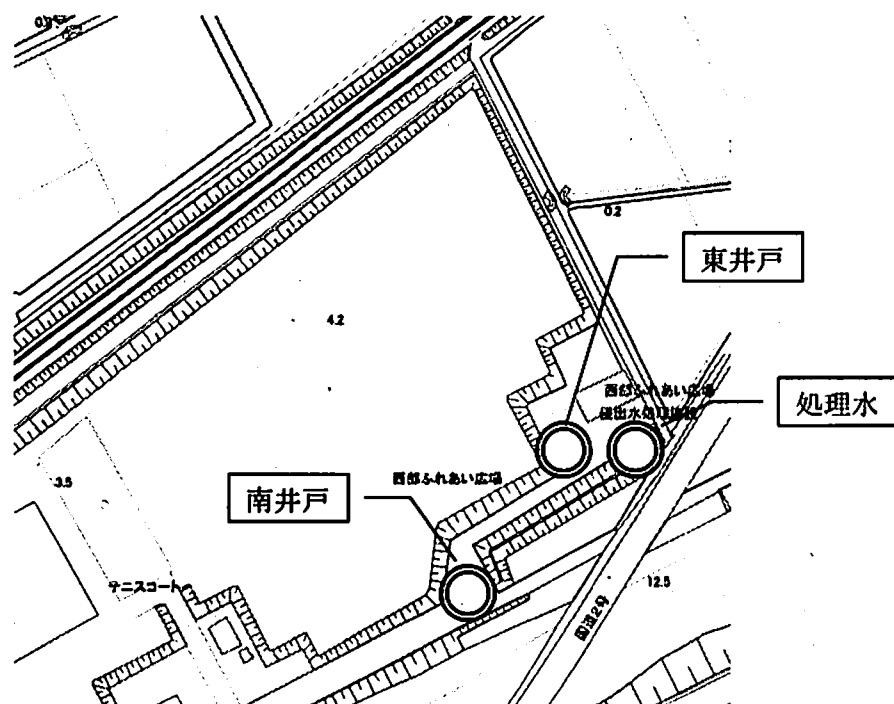 0.2
東井戸
4.2
西部ふれあい広場
浸出水処理施設
処理水
3.5
西部ふれあい広場
南井戸
テニスコート
12.5
国道2号